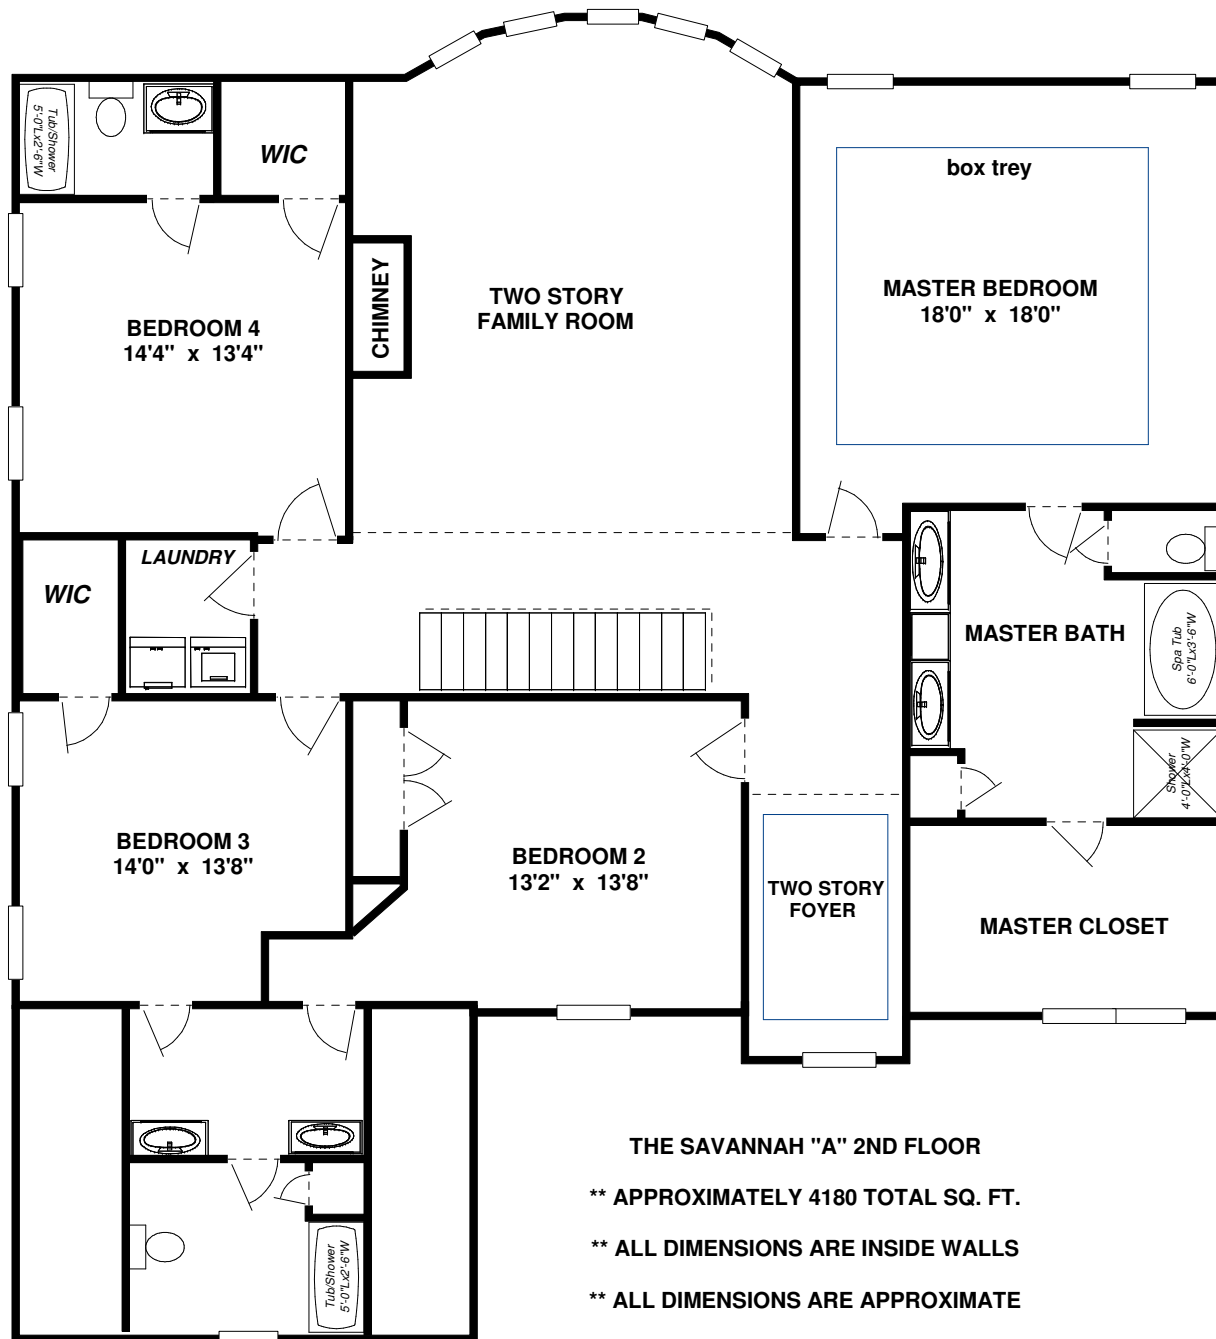 Tub/Shower
5'-0"Lx2'-6"W
WIC
box trey
CHIMNEY
TWO STORY
FAMILY ROOM
MASTER BEDROOM
18'0" x 18'0"
BEDROOM 4
14'4" x 13'4"
LAUNDRY
WIC
MASTER BATH
Spa Tub
6'-0"Lx3'-6"W
Shower
4'-0"Lx4'-0"W
BEDROOM 3
14'0" x 13'8"
BEDROOM 2
13'2" x 13'8"
TWO STORY
FOYER
MASTER CLOSET
Tub/Shower
5'-0"Lx2'-6"W
THE SAVANNAH "A" 2ND FLOOR
** APPROXIMATELY 4180 TOTAL SQ. FT.
** ALL DIMENSIONS ARE INSIDE WALLS
** ALL DIMENSIONS ARE APPROXIMATE